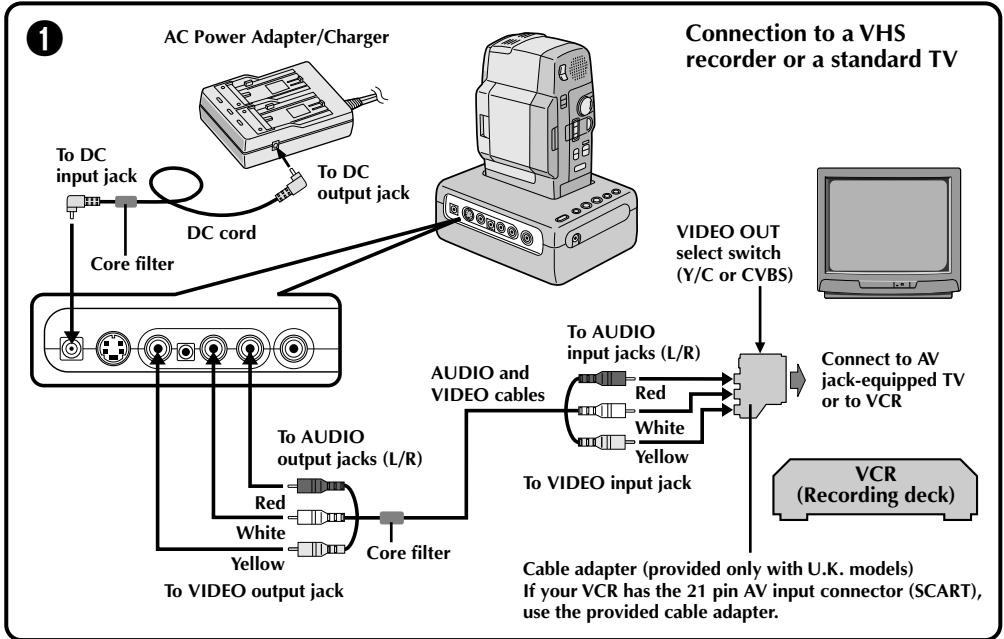 1
Connection to a VHS
recorder or a standard TV
AC Power Adapter/Charger
To DC
input jack
To DC
output jack
DC cord
Core filter
VIDEO OUT
select switch
(Y/C or CVBS)
To AUDIO
input jacks (L/R)
Connect to AV
jack-equipped TV
or to VCR
AUDIO and
VIDEO cables
Red
White
Yellow
To VIDEO input jack
To AUDIO
output jacks (L/R)
Red
White
Yellow
Core filter
To VIDEO output jack
VCR
(Recording deck)
Cable adapter (provided only with U.K. models)
If your VCR has the 21 pin AV input connector (SCART),
use the provided cable adapter.